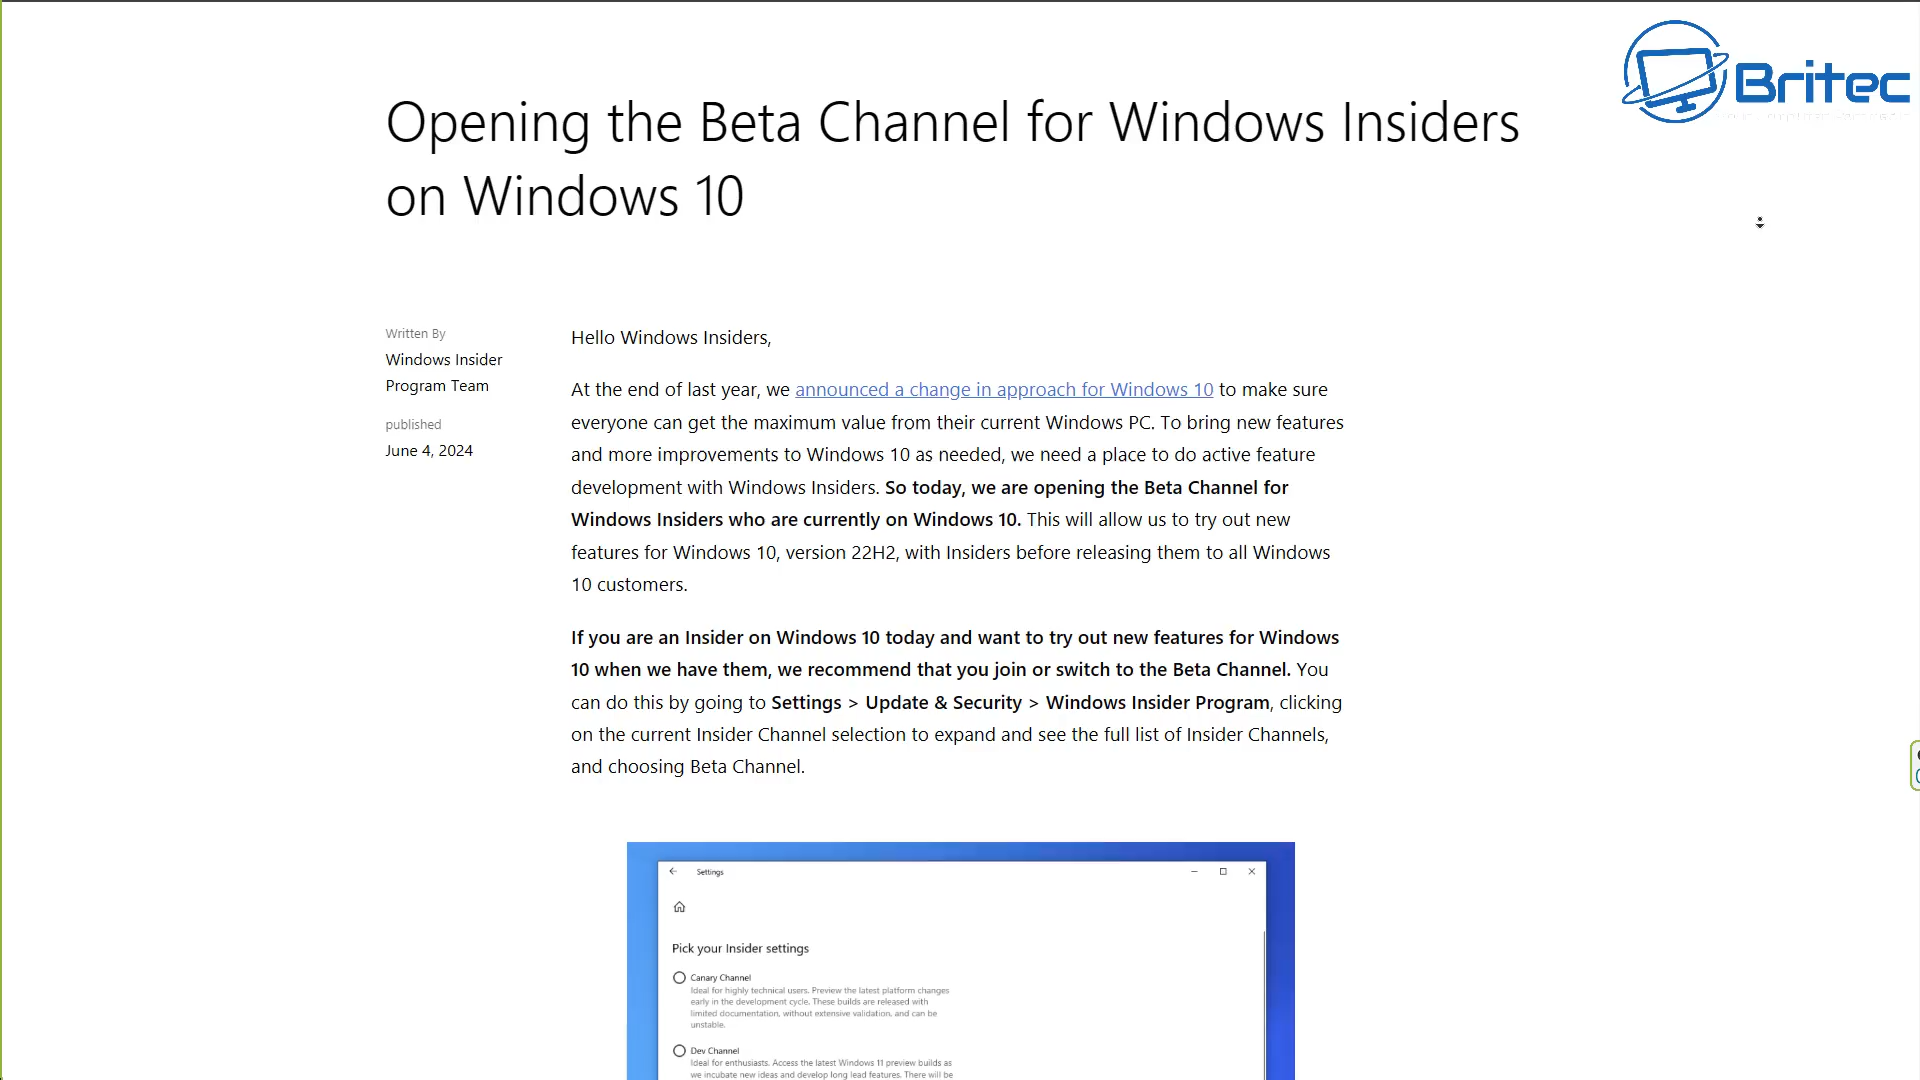 Britec
Opening the Beta Channel for Windows Insiders
on Windows 10
Written By
Windows Insider
Program Team
published
June 4, 2024
Hello Windows Insiders,
At the end of last year, we announced a change in approach for Windows 10 to make sure
everyone can get the maximum value from their current Windows PC. To bring new features
and more improvements to Windows 10 as needed, we need a place to do active feature
development with Windows Insiders. So today, we are opening the Beta Channel for
Windows Insiders who are currently on Windows 10. This will allow us to try out new
features for Windows 10, version 22H2, with Insiders before releasing them to all Windows
10 customers.
If you are an Insider on Windows 10 today and want to try out new features for Windows
10 when we have them, we recommend that you join or switch to the Beta Channel. You
can do this by going to Settings > Update & Security > Windows Insider Program, clicking
on the current Insider Channel selection to expand and see the full list of Insider Channels,
and choosing Beta Channel.
Settings
Pick your Insider settings
Canary Channel
Ideal for highly technical users. Preview the latest platform changes
early in the development cycle. These builds are released with
limited documentation, without extensive validation, and can be
unstable.
Dev Channel
Ideal for enthusiasts. Access the latest Windows 11 preview builds as
we incubate new ideas and develop long lead features. There will be